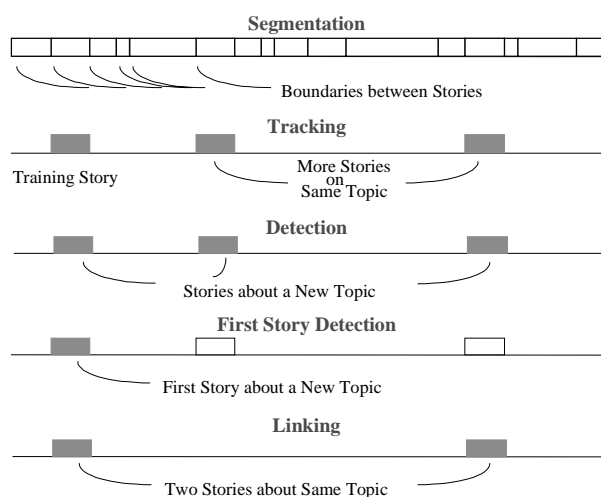 Segmentation
Boundaries between Stories
Tracking
Training Story
More Stories
on
Same Topic
Detection
Stories about a New Topic
First Story Detection
First Story about a New Topic
Linking
Two Stories about Same Topic